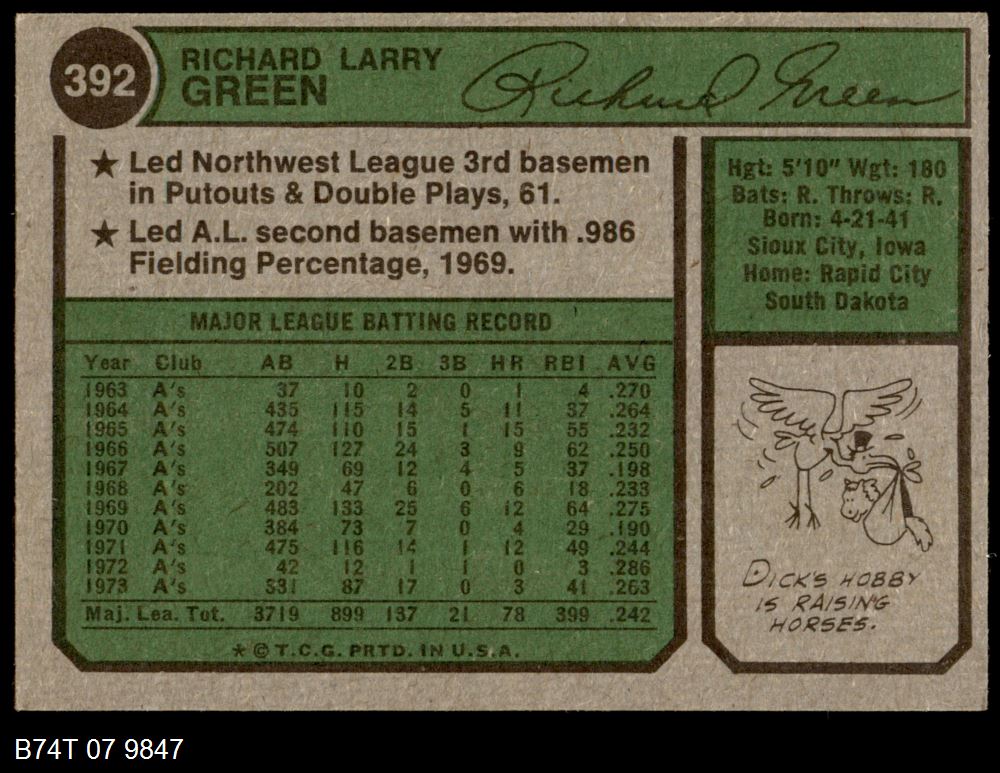 392
RICHARD LARRY
GREEN
Richard Green
★ Led Northwest League 3rd basemen
in Putouts & Double Plays, 61.
★ Led A.L. second basemen with .986
Fielding Percentage, 1969.
Hgt: 5'10" Wgt: 180
Bats: R. Throws: R.
Born: 4-21-41
Sioux City, Iowa
Home: Rapid City
South Dakota
MAJOR LEAGUE BATTING RECORD
Year Club AB H 2B 3B HR RBI AVG
1963 A's 37 10 2 0 1 4 .270
1964 A's 435 115 14 5 11 37 .264
1965 A's 474 110 15 1 15 55 .232
1966 A's 507 127 24 3 9 62 .250
1967 A's 349 69 12 4 5 37 .198
1968 A's 202 47 6 0 6 18 .233
1969 A's 483 133 25 6 12 64 .275
1970 A's 384 73 7 0 4 29 .190
1971 A's 475 116 14 1 12 49 .244
1972 A's 42 12 1 1 0 3 .286
1973 A's 331 87 17 0 3 41 .263
Maj. Lea. Tot. 3719 899 137 21 78 399 .242
* © T.C.G. PRTD. IN U.S.A.
DICK'S HOBBY
IS RAISING
HORSES.
B74T 07 9847